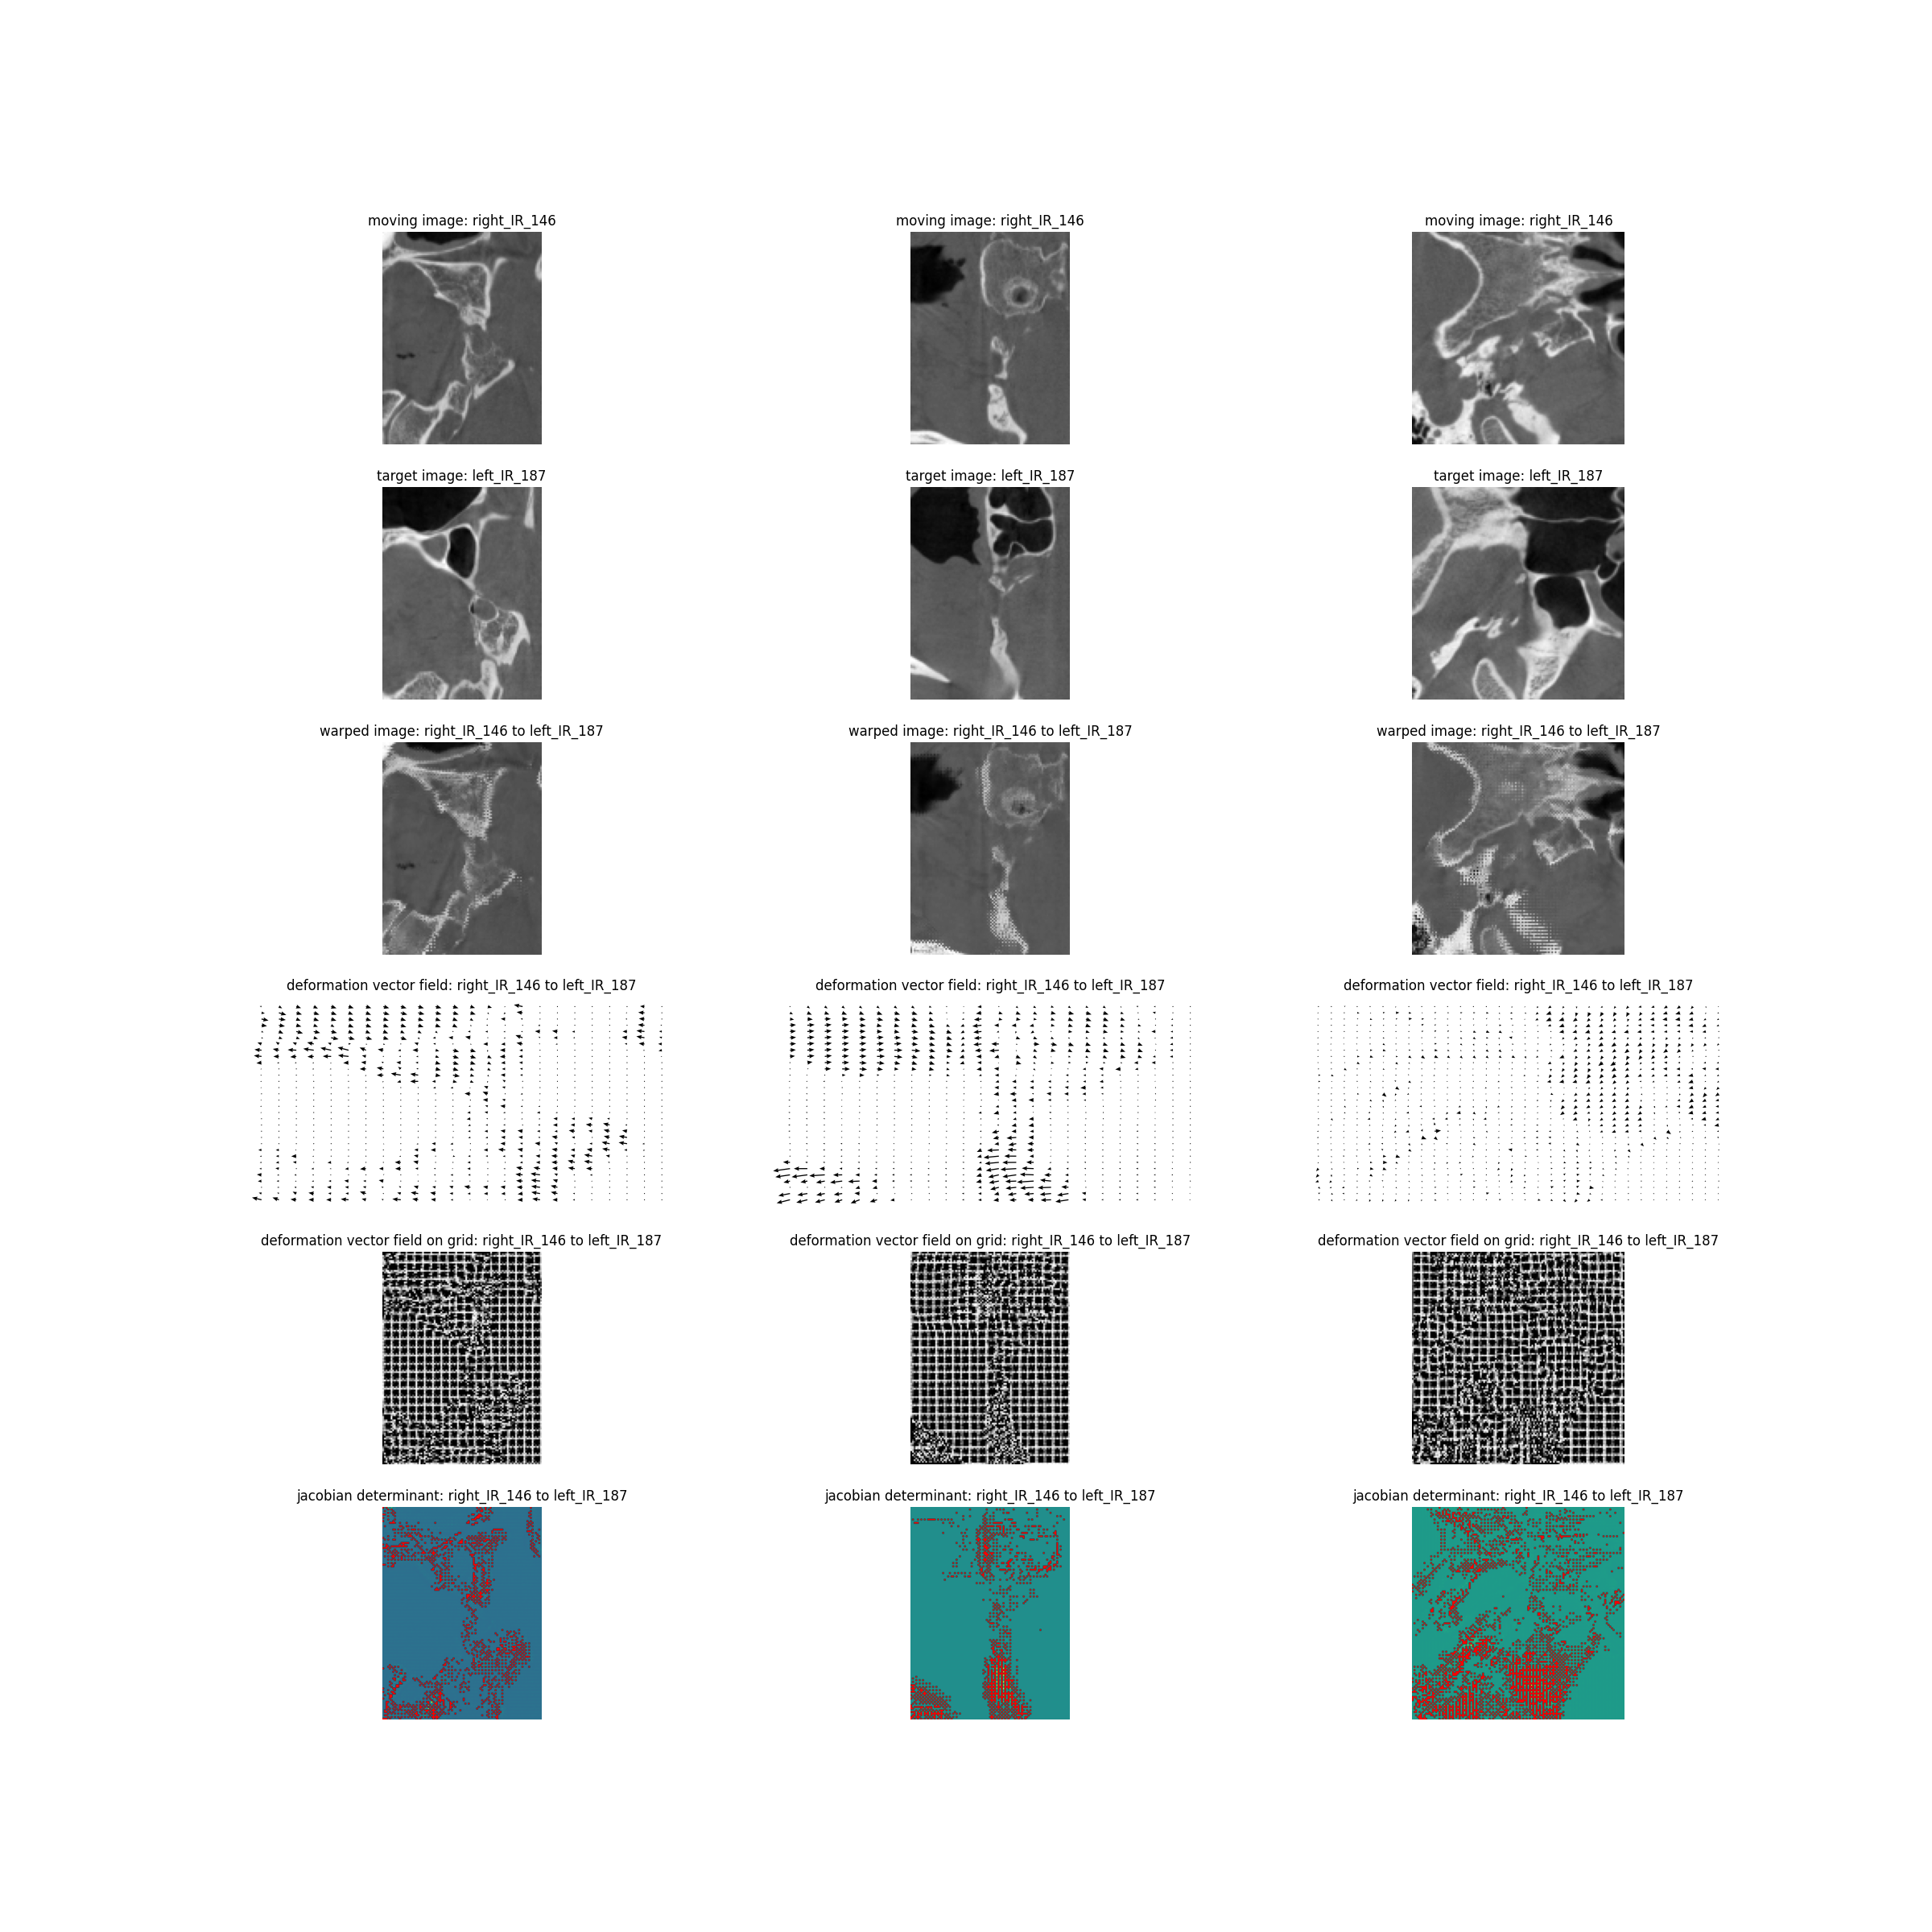 moving image: right_IR_146
moving image: right_IR_146
moving image: right_IR_146
target image: left_IR_187
target image: left_IR_187
target image: left_IR_187
warped image: right_IR_146 to left_IR_187
warped image: right_IR_146 to left_IR_187
warped image: right_IR_146 to left_IR_187
deformation vector field: right_IR_146 to left_IR_187
deformation vector field: right_IR_146 to left_IR_187
deformation vector field: right_IR_146 to left_IR_187
deformation vector field on grid: right_IR_146 to left_IR_187
deformation vector field on grid: right_IR_146 to left_IR_187
deformation vector field on grid: right_IR_146 to left_IR_187
jacobian determinant: right_IR_146 to left_IR_187
jacobian determinant: right_IR_146 to left_IR_187
jacobian determinant: right_IR_146 to left_IR_187